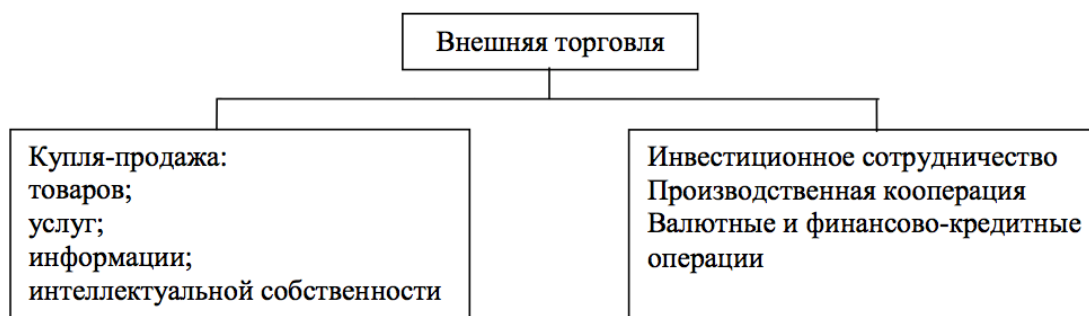 Внешняя торговля
Купля-продажа:
товаров;
услуг;
информации;
интеллектуальной собственности
Инвестиционное сотрудничество
Производственная кооперация
Валютные и финансово-кредитные
операции